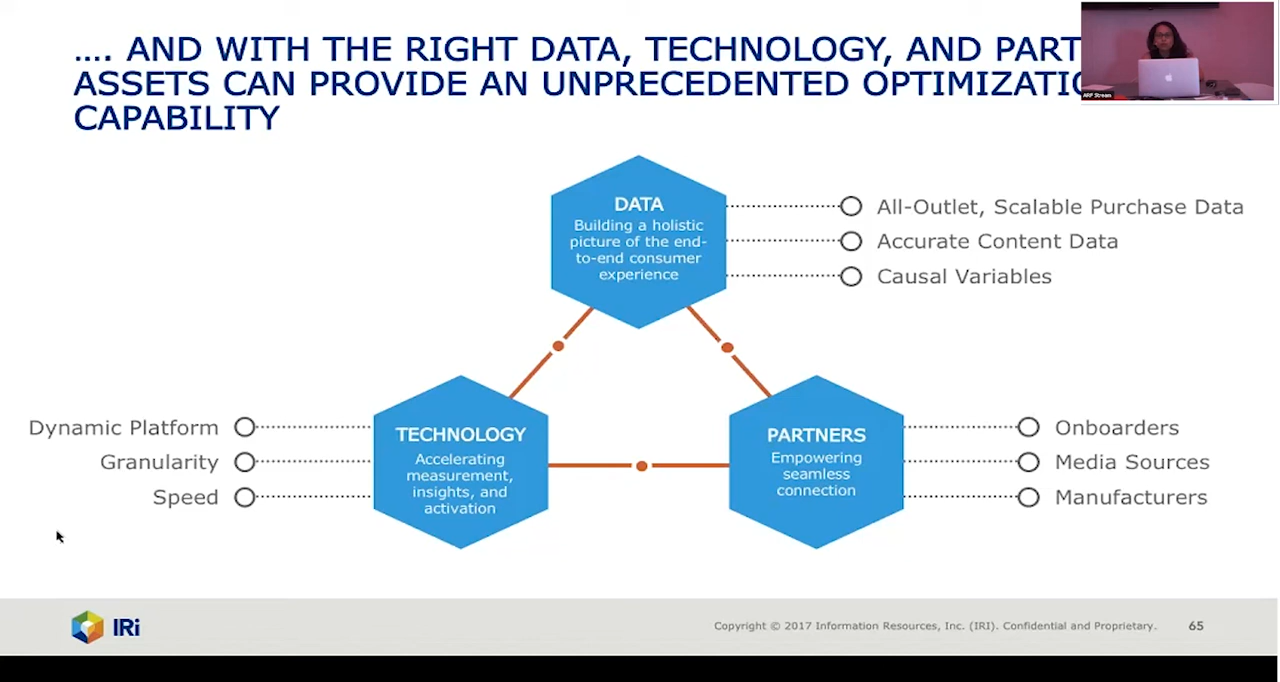 .... AND WITH THE RIGHT DATA, TECHNOLOGY, AND PART
ASSETS CAN PROVIDE AN UNPRECEDENTED OPTIMIZATIO
CAPABILITY
ARF Stream
DATA
Building a holistic
picture of the end-
to-end consumer
experience
All-Outlet, Scalable Purchase Data
Accurate Content Data
Causal Variables
Dynamic Platform
Granularity
Speed
TECHNOLOGY
Accelerating
measurement,
insights, and
activation
PARTNERS
Empowering
seamless
connection
Onboarders
Media Sources
Manufacturers
IRi
Copyright © 2017 Information Resources, Inc. (IRI). Confidential and Proprietary.
65